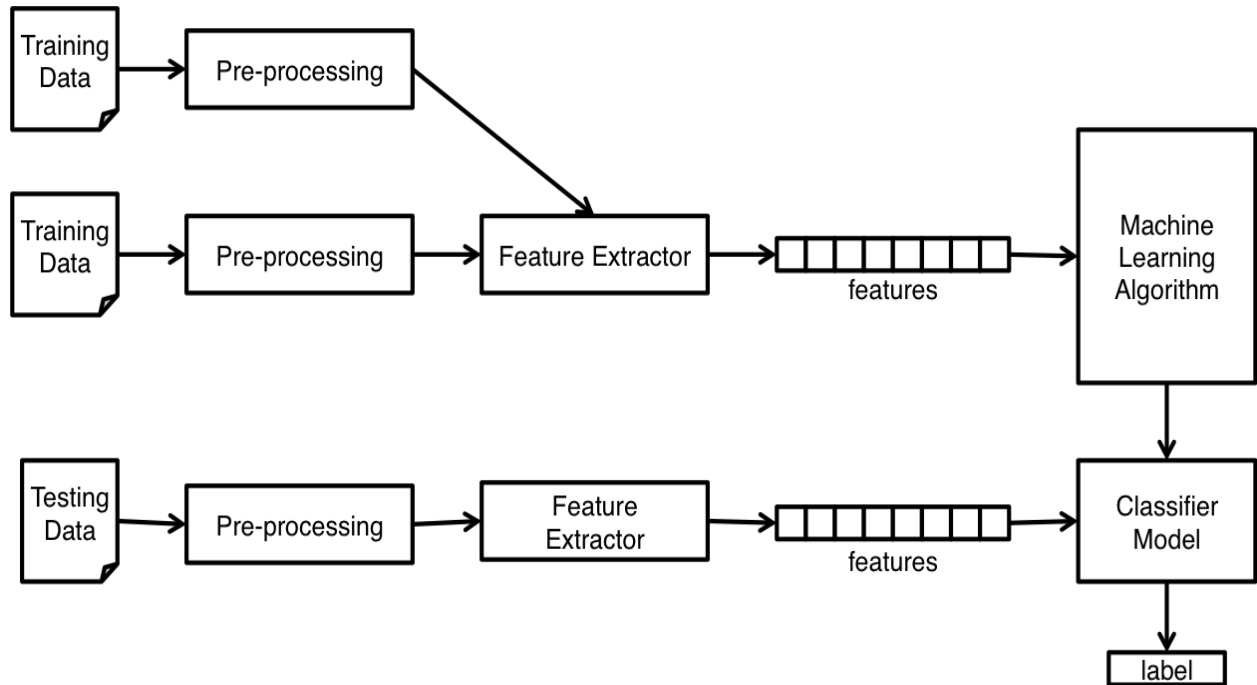 Training
Data
Pre-processing
Training
Data
Pre-processing
Feature Extractor
features
Machine
Learning
Algorithm
Testing
Data
Pre-processing
Feature
Extractor
features
Classifier
Model
label